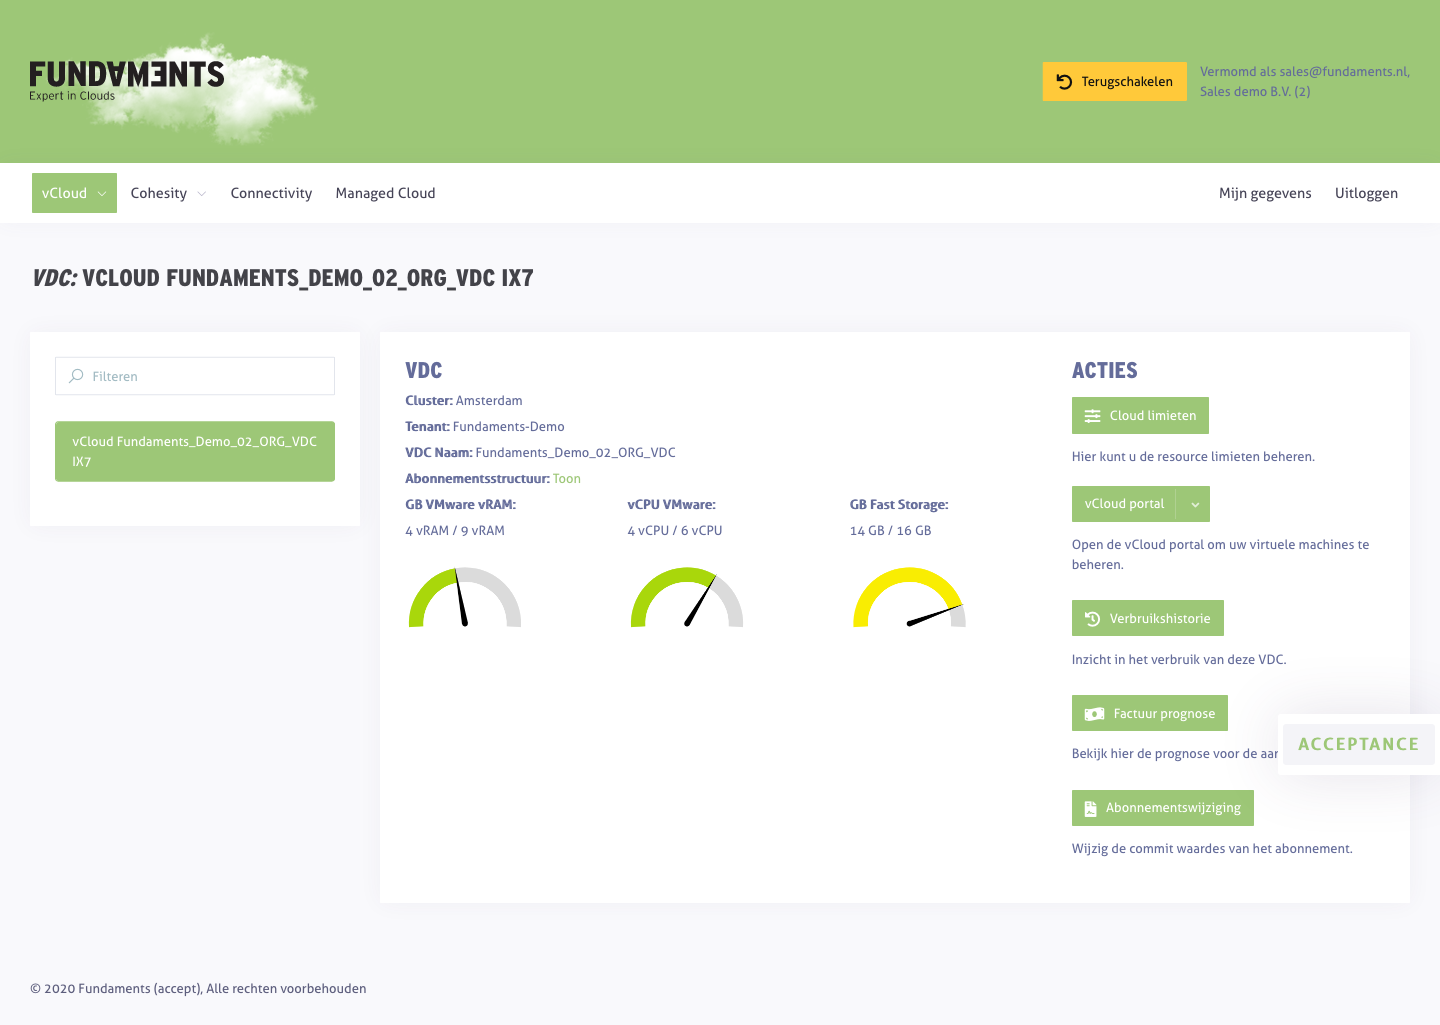 FUNDAMENTS
Expert in Clouds
Terugschakelen
Vermomd als sales@fundaments.nl,
Sales demo B.V. (2)
vCloud
Cohesity
Connectivity
Managed Cloud
Mijn gegevens
Uitloggen
VDC: VCLOUD FUNDAMENTS_DEMO_02_ORG_VDC IX7
Filteren
vCloud Fundaments_Demo_02_ORG_VDC
IX7
VDC
Cluster: Amsterdam
Tenant: Fundaments-Demo
VDC Naam: Fundaments_Demo_02_ORG_VDC
Abonnementsstructuur: Toon
GB VMware vRAM:
4 vRAM / 9 vRAM
vCPU VMware:
4 vCPU / 6 vCPU
GB Fast Storage:
14 GB / 16 GB
ACTIES
Cloud limieten
Hier kunt u de resource limieten beheren.
vCloud portal
Open de vCloud portal om uw virtuele machines te
beheren.
Verbruikshistorie
Inzicht in het verbruik van deze VDC.
Factuur prognose
Bekijk hier de prognose voor de
ACCEPTANCE
Abonnementswijziging
Wijzig de commit waardes van het abonnement.
© 2020 Fundaments (accept), Alle rechten voorbehouden